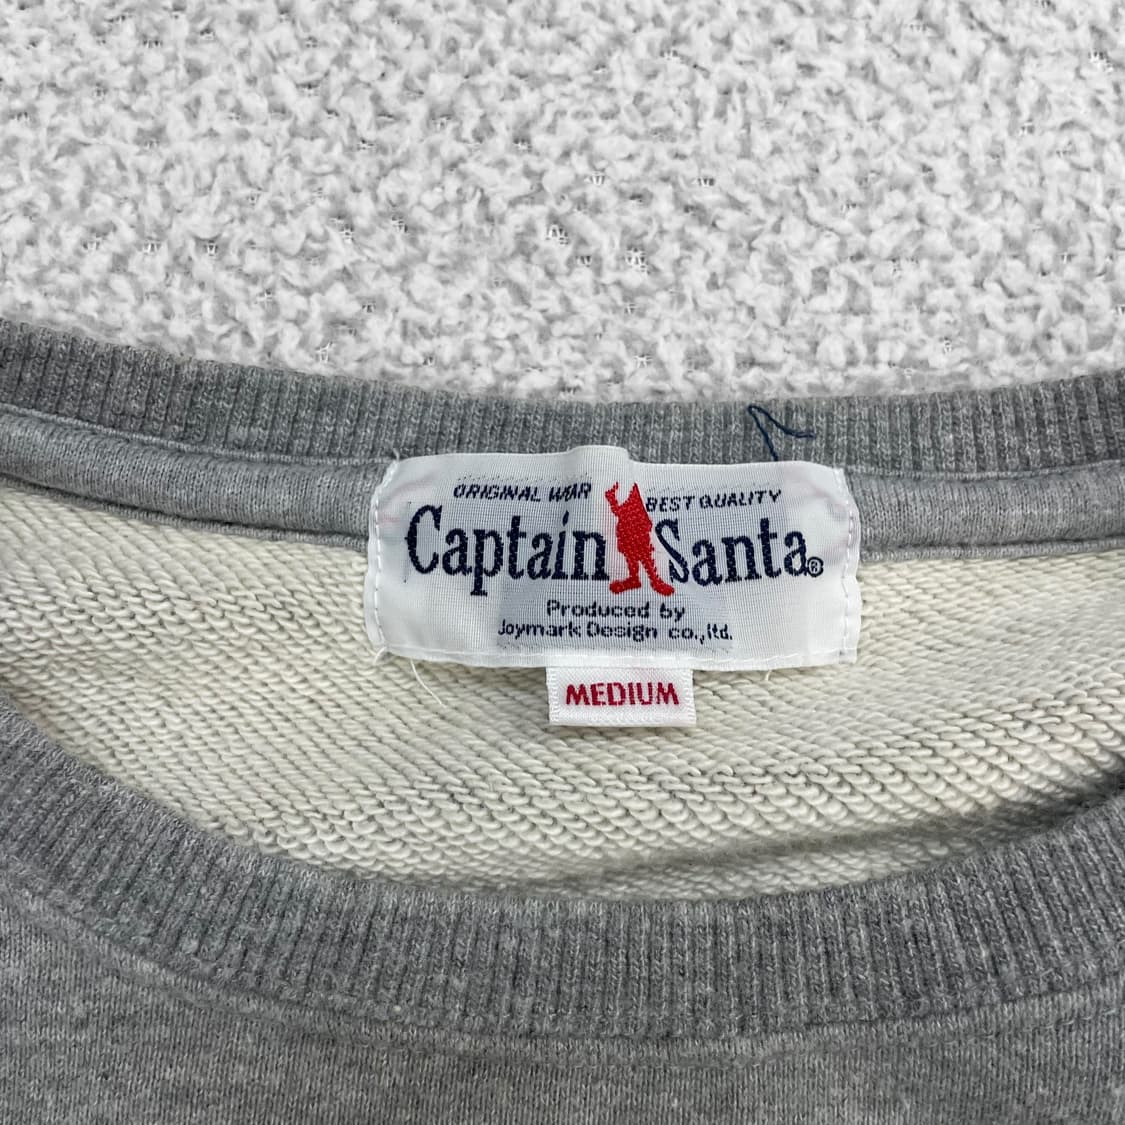 ORIGINAL WEAR BEST QUALITY
Captain Santa®
Produced by
Joymark Design co.,ltd.
MEDIUM